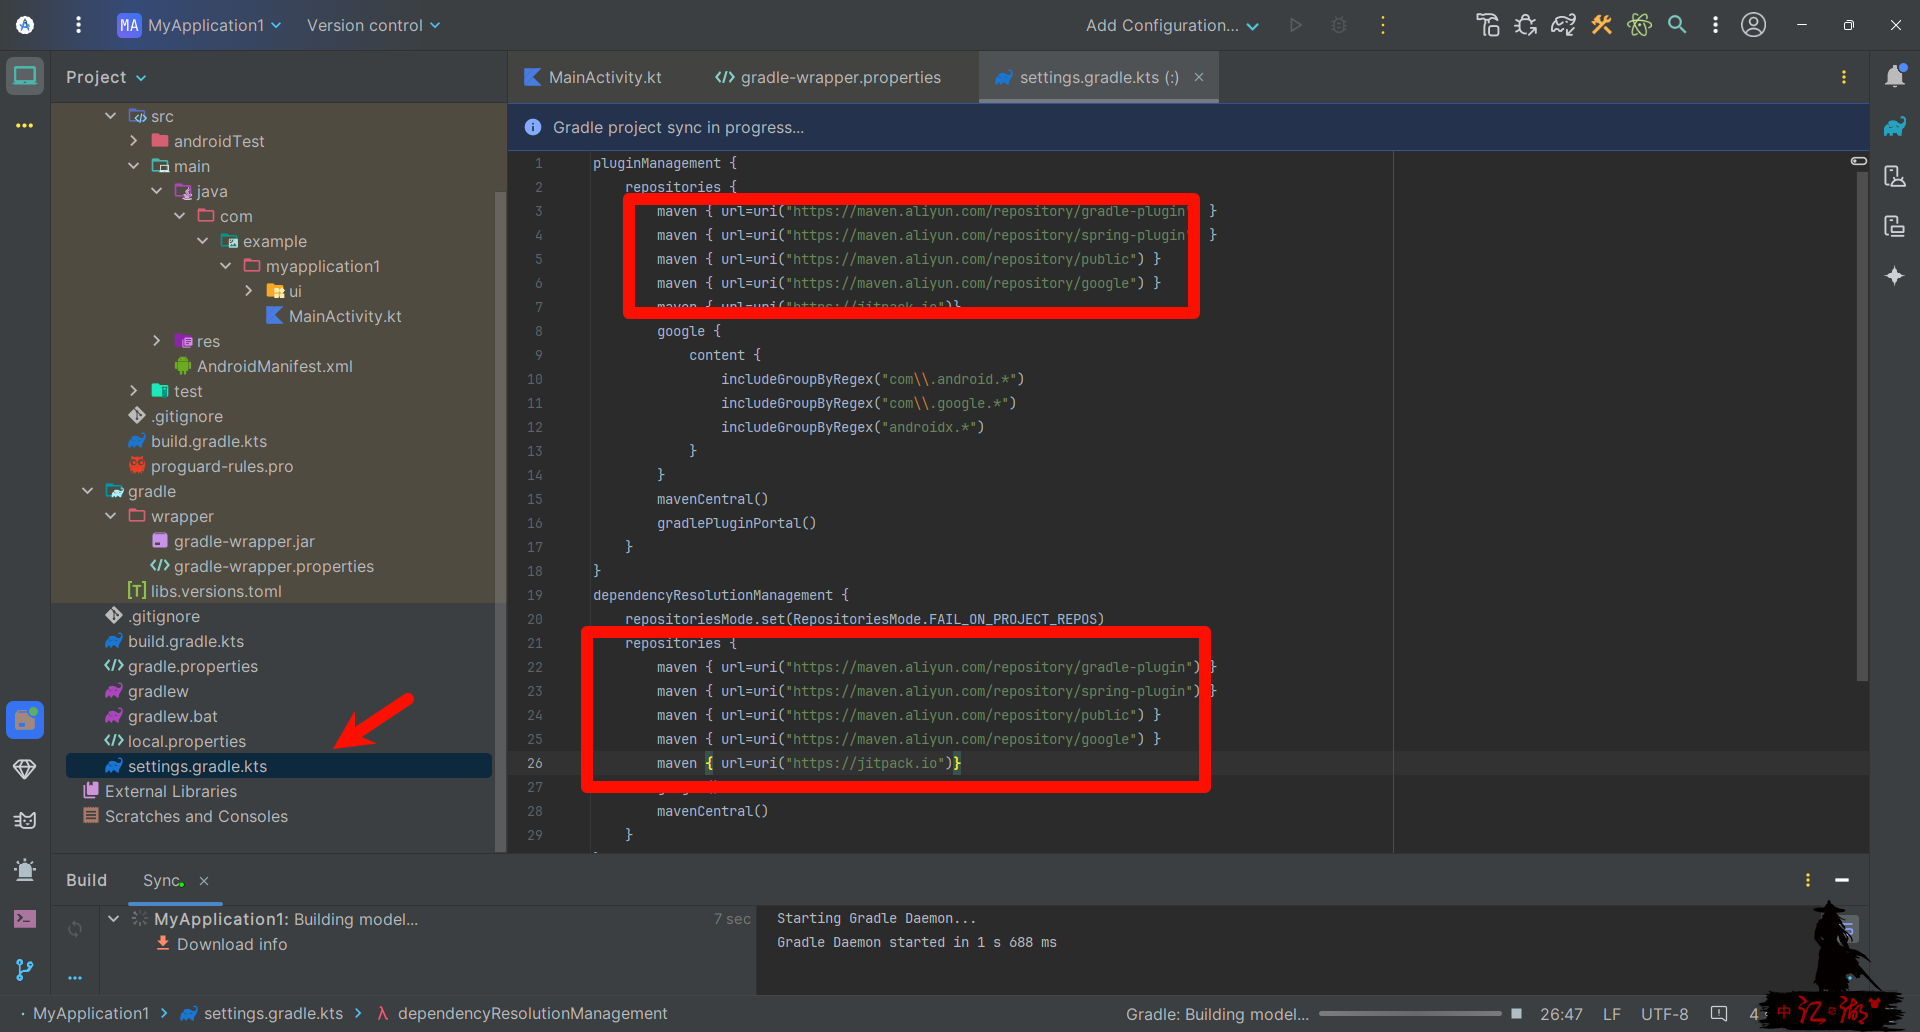 MA MyApplication1 Version control Add Configuration...
Project MainActivity.kt gradle-wrapper.properties settings.gradle.kts (:)
Gradle project sync in progress...
src
androidTest
main
java
com
example
myapplication1
ui
MainActivity.kt
res
AndroidManifest.xml
test
.gitignore
build.gradle.kts
proguard-rules.pro
gradle
wrapper
gradle-wrapper.jar
gradle-wrapper.properties
[T] libs.versions.toml
.gitignore
build.gradle.kts
gradle.properties
gradlew
gradlew.bat
local.properties
settings.gradle.kts
External Libraries
Scratches and Consoles
1 pluginManagement {
2 repositories {
3 maven { url=uri("https://maven.aliyun.com/repository/gradle-plugin }
4 maven { url=uri("https://maven.aliyun.com/repository/spring-plugin" }
5 maven { url=uri("https://maven.aliyun.com/repository/public") }
6 maven { url=uri("https://maven.aliyun.com/repository/google") }
7 maven { url=uri("https://jitpack.io")}
8 google {
9 content {
10 includeGroupByRegex("com\\.android.*")
11 includeGroupByRegex("com\\.google.*")
12 includeGroupByRegex("androidx.*")
13 }
14 }
15 mavenCentral()
16 gradlePluginPortal()
17 }
18 }
19 dependencyResolutionManagement {
20 repositoriesMode.set(RepositoriesMode.FAIL_ON_PROJECT_REPOS)
21 repositories {
22 maven { url=uri("https://maven.aliyun.com/repository/gradle-plugin") }
23 maven { url=uri("https://maven.aliyun.com/repository/spring-plugin") }
24 maven { url=uri("https://maven.aliyun.com/repository/public") }
25 maven { url=uri("https://maven.aliyun.com/repository/google") }
26 maven { url=uri("https://jitpack.io")}
27
28 mavenCentral()
29 }
Build Sync
MyApplication1: Building model... 7 sec
Download info
Starting Gradle Daemon...
Gradle Daemon started in 1 s 688 ms
MyApplication1 settings.gradle.kts λ dependencyResolutionManagement Gradle: Building model... 26:47 LF UTF-8 4